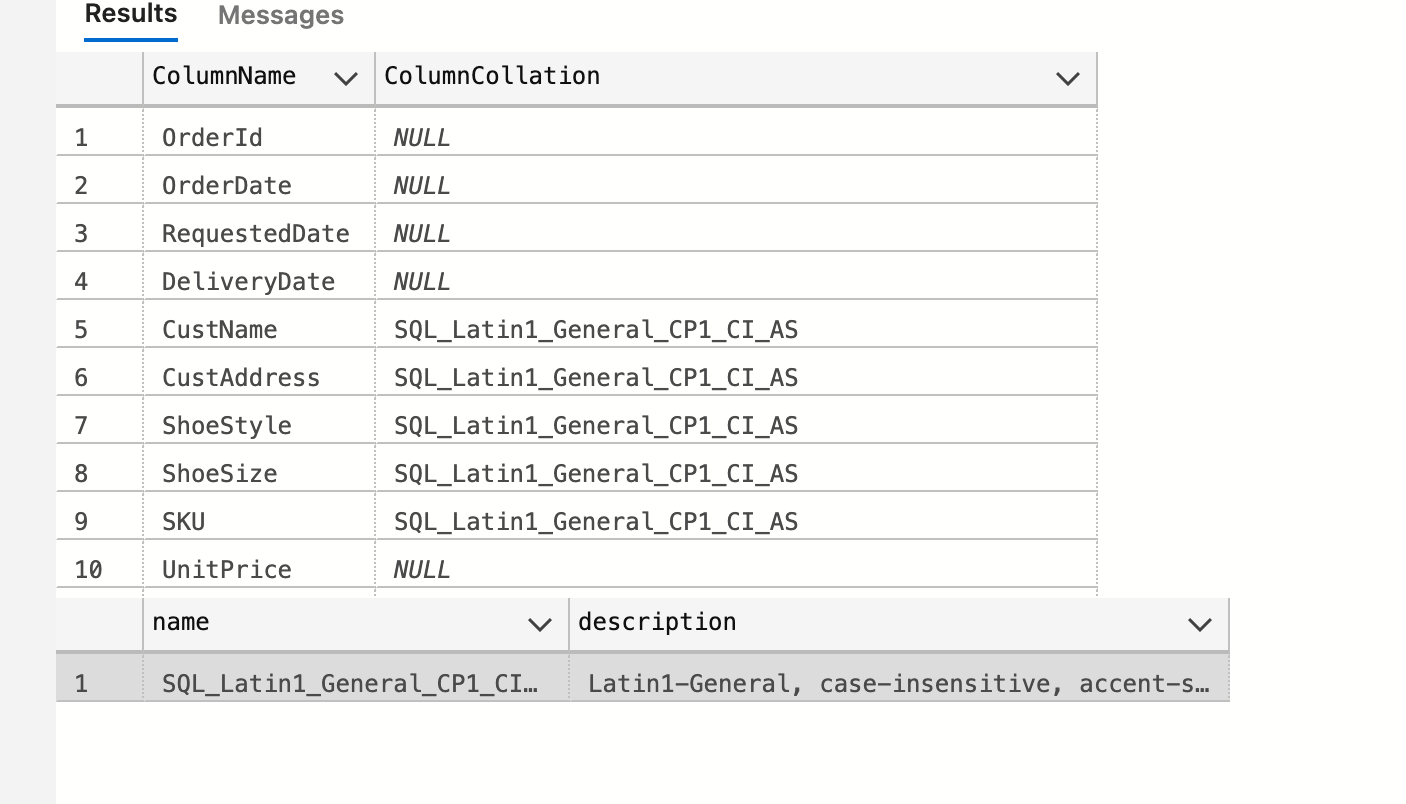 Results Messages
ColumnName ColumnCollation
1 OrderId NULL
2 OrderDate NULL
3 RequestedDate NULL
4 DeliveryDate NULL
5 CustName SQL_Latin1_General_CP1_CI_AS
6 CustAddress SQL_Latin1_General_CP1_CI_AS
7 ShoeStyle SQL_Latin1_General_CP1_CI_AS
8 ShoeSize SQL_Latin1_General_CP1_CI_AS
9 SKU SQL_Latin1_General_CP1_CI_AS
10 UnitPrice NULL
name description
1 SQL_Latin1_General_CP1_CI… Latin1-General, case-insensitive, accent-s…